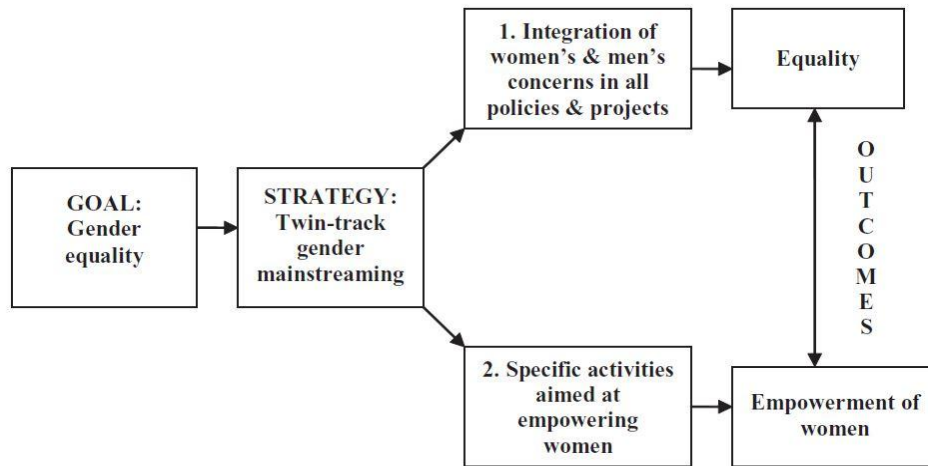 GOAL:
Gender
equality
STRATEGY:
Twin-track
gender
mainstreaming
1. Integration of
women’s & men’s
concerns in all
policies & projects
Equality
2. Specific activities
aimed at
empowering
women
Empowerment of
women
OUTCOMES